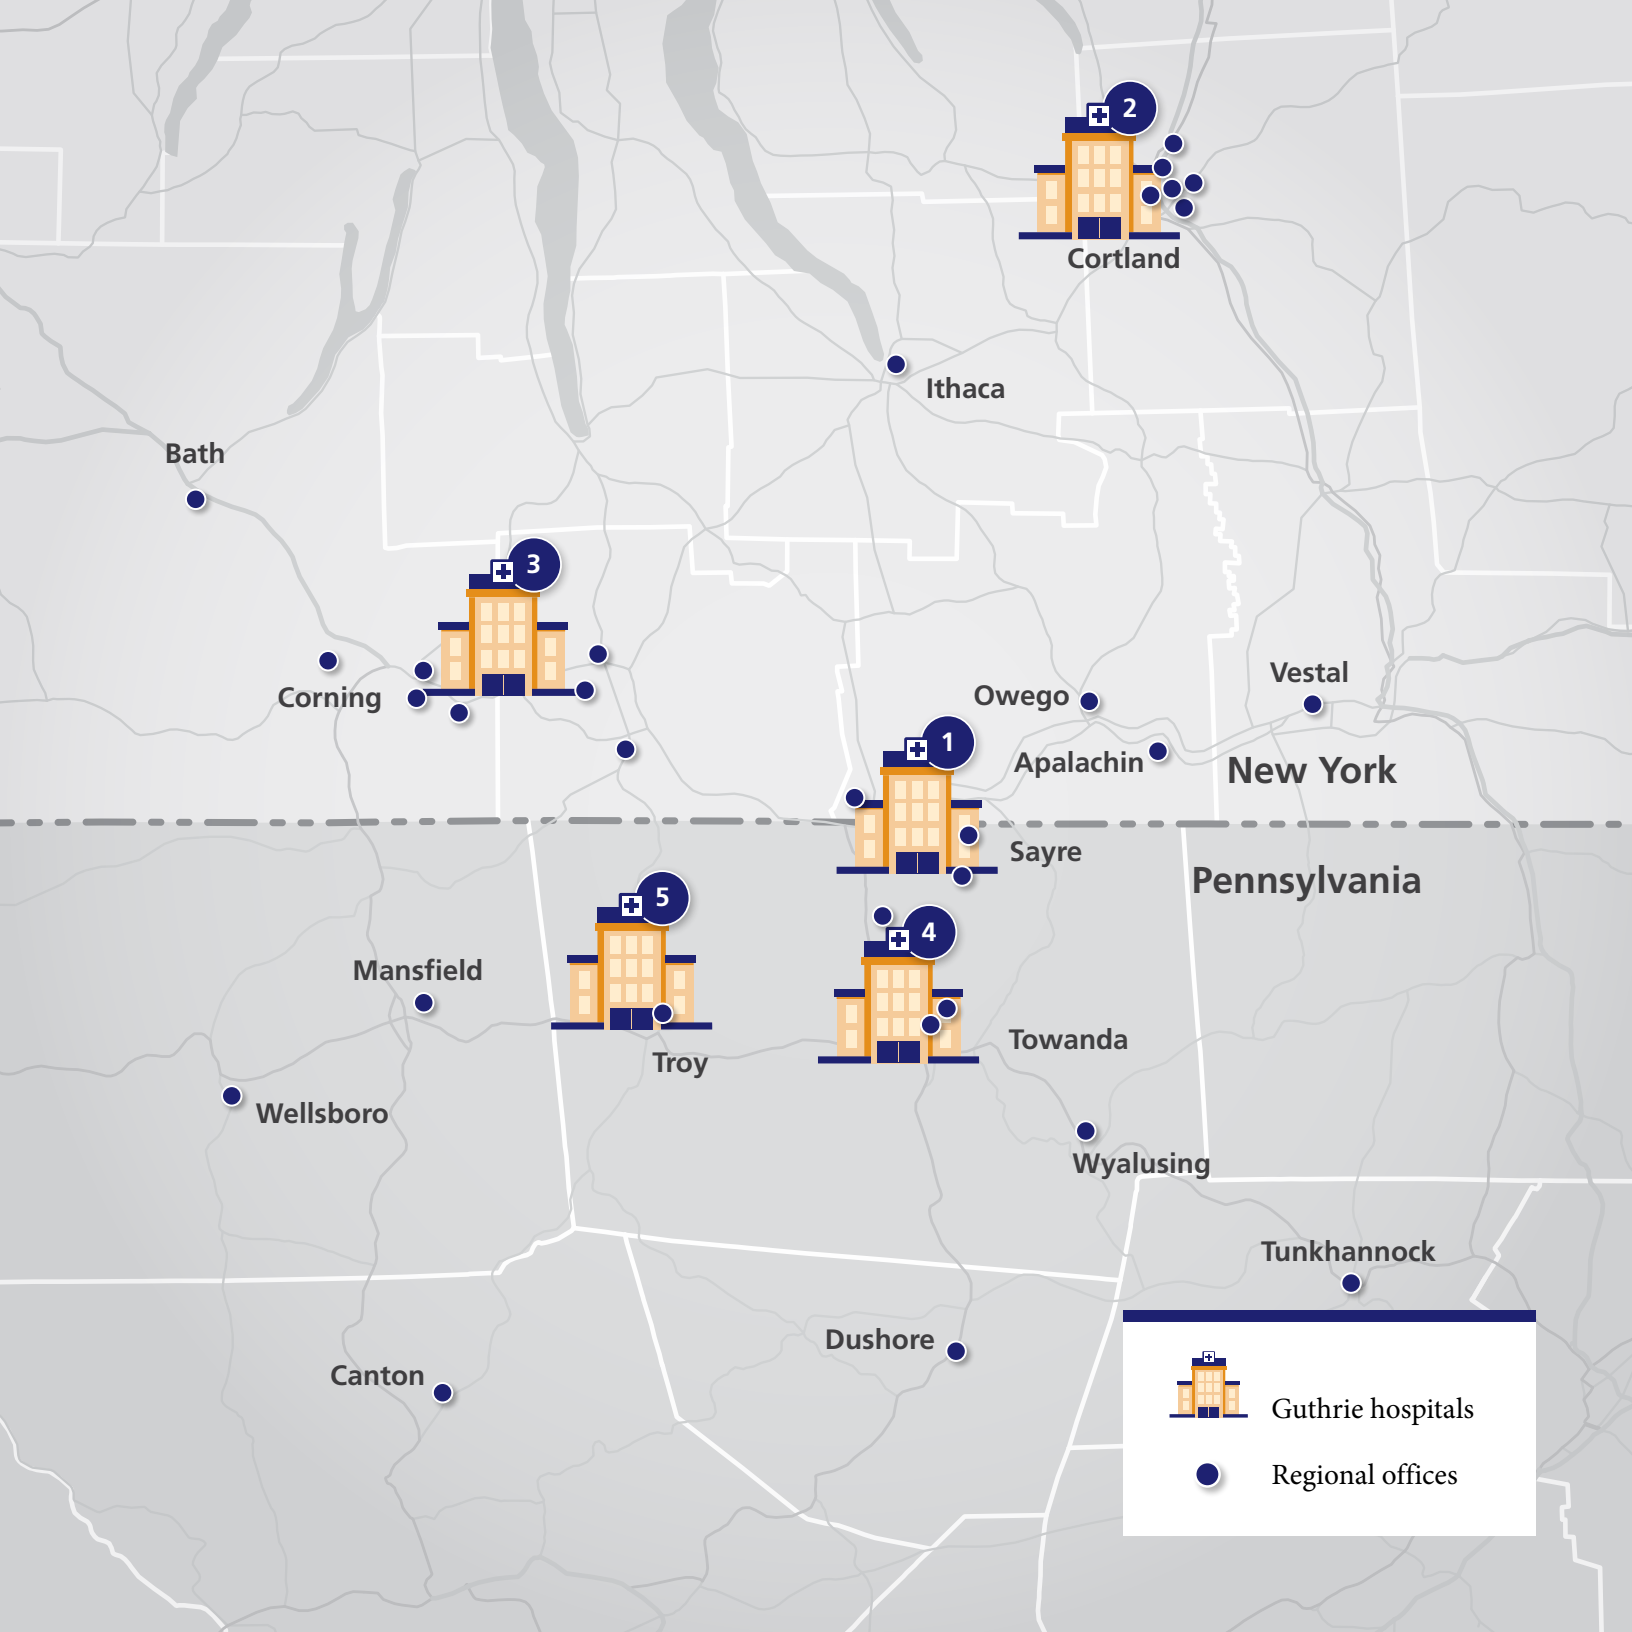 2
Cortland
Ithaca
Bath
3
Corning
Vestal
Owego
1
Apalachin
New York
Sayre
Pennsylvania
5
4
Mansfield
Towanda
Troy
Wellsboro
Wyalusing
Tunkhannock
Dushore
Canton
Guthrie hospitals
Regional offices